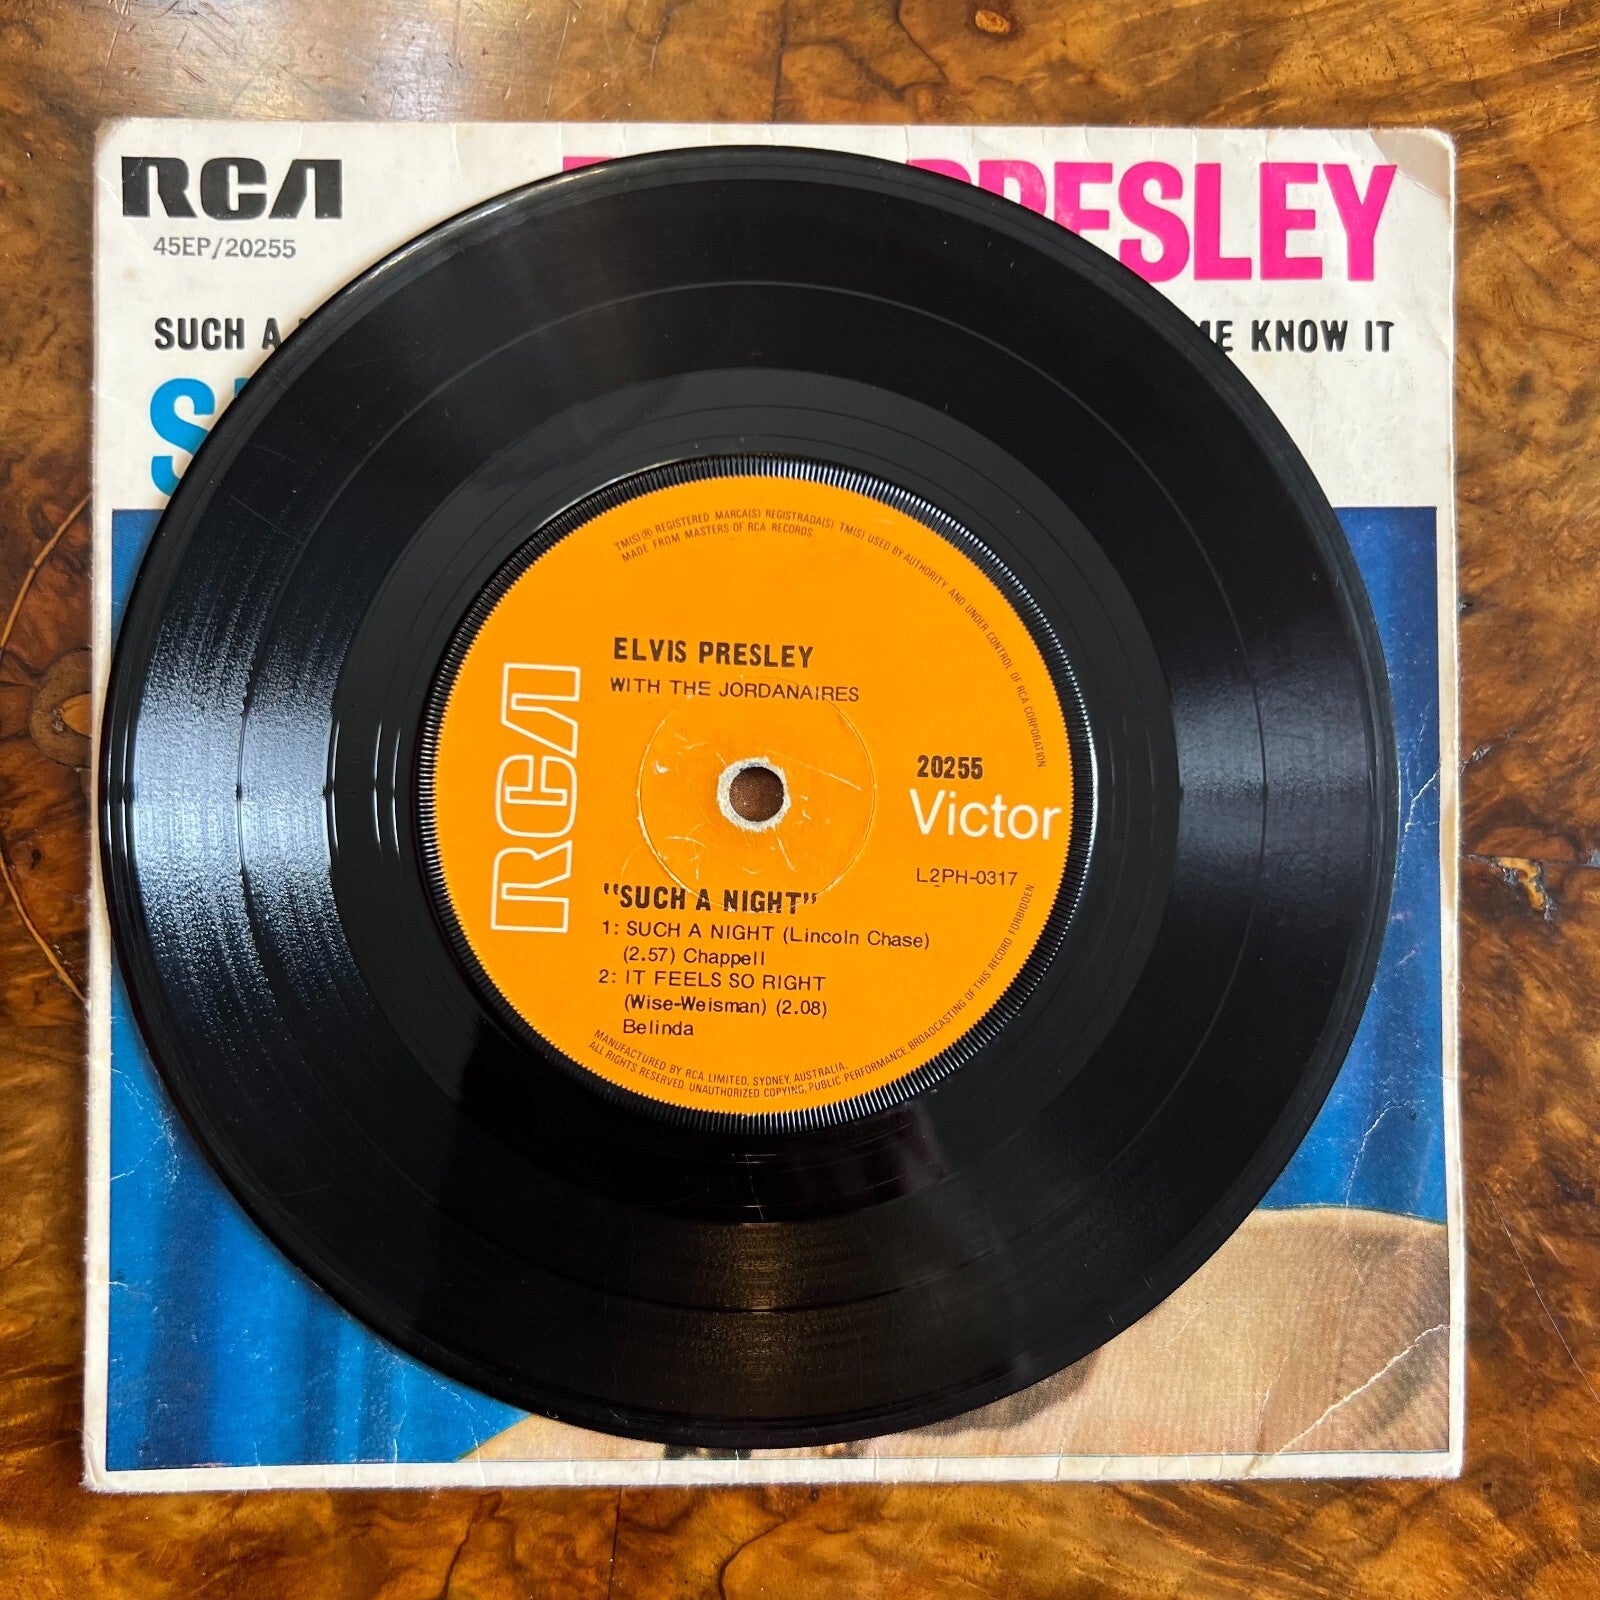 RCA
45EP/20255
PRESLEY
SUCH A
ME KNOW IT
S
TM(S) ® REGISTERED MARCA(S) REGISTRADA(S). TM(S) USED BY AUTHORITY AND UNDER CONTROL OF RCA CORPORATION
MADE FROM MASTERS OF RCA RECORDS
ELVIS PRESLEY
WITH THE JORDANAIRES
RCA
20255
Victor
L2PH-0317
"SUCH A NIGHT"
1: SUCH A NIGHT (Lincoln Chase)
(2.57) Chappell
2: IT FEELS SO RIGHT
(Wise-Weisman) (2.08)
Belinda
MANUFACTURED BY RCA LIMITED, SYDNEY, AUSTRALIA.
ALL RIGHTS RESERVED. UNAUTHORIZED COPYING, PUBLIC PERFORMANCE, BROADCASTING OF THIS RECORD FORBIDDEN